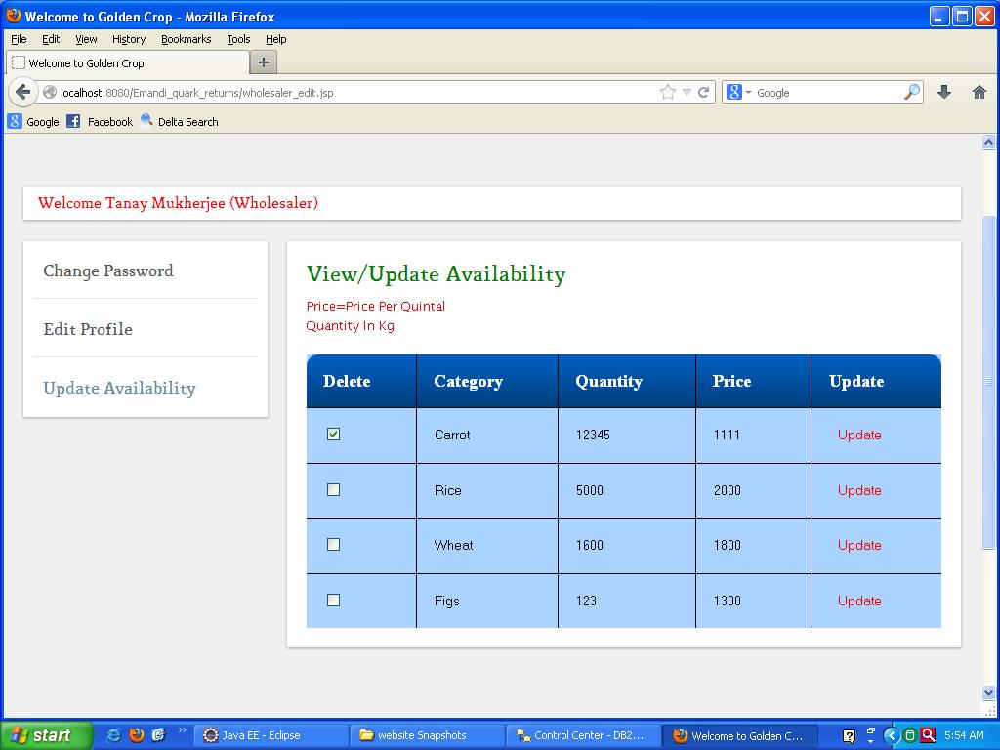 Welcome to Golden Crop - Mozilla Firefox
File Edit View History Bookmarks Tools Help
Welcome to Golden Crop
localhost:8080/Emandi_quark_returns/wholesaler_edit.jsp
Google
Google Facebook Delta Search
Welcome Tanay Mukherjee (Wholesaler)
Change Password
Edit Profile
Update Availability
View/Update Availability
Price=Price Per Quintal
Quantity In Kg
Delete Category Quantity Price Update
Carrot 12345 1111 Update
Rice 5000 2000 Update
Wheat 1600 1800 Update
Figs 123 1300 Update
start Java EE - Eclipse website Snapshots Control Center - DB2... Welcome to Golden C... 5:54 AM